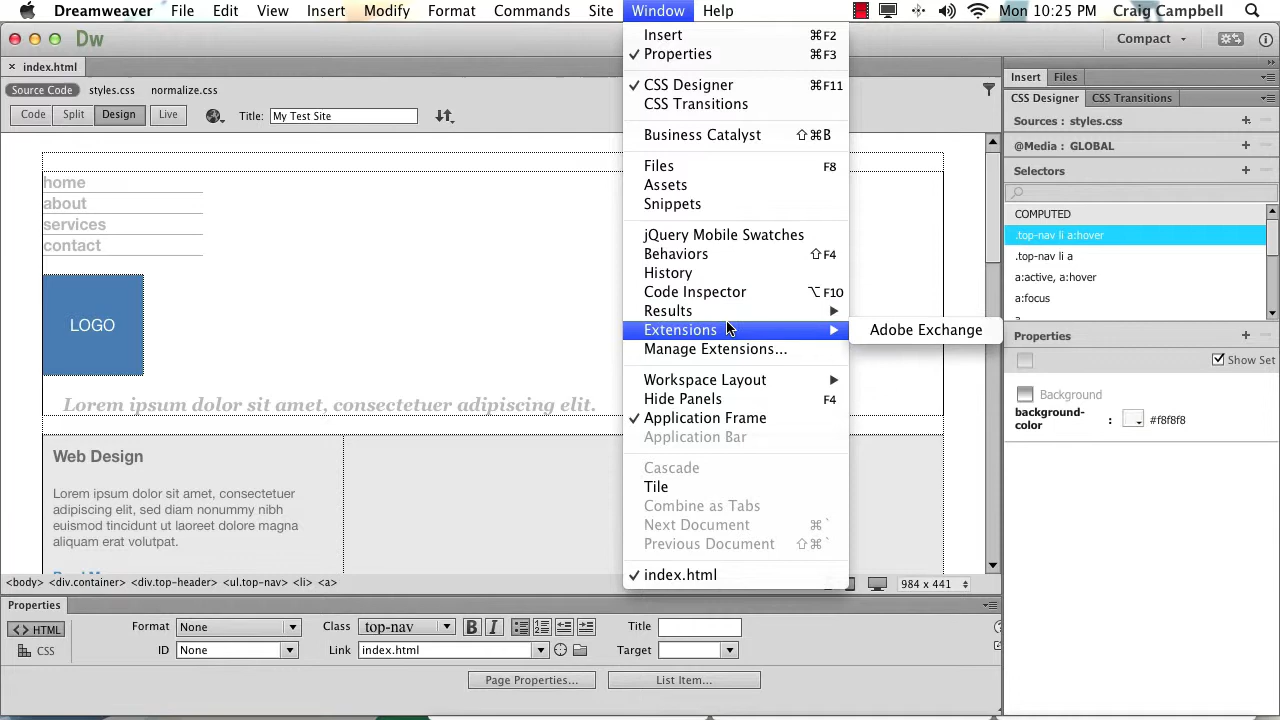 Dreamweaver File Edit View Insert Modify Format Commands Site Window Help Mon 10:25 PM Craig Campbell
Dw
Compact
× index.html
Source Code styles.css normalize.css
Code Split Design Live Title: My Test Site
home
about
services
contact
LOGO
Lorem ipsum dolor sit amet, consectetuer adipiscing elit.
Web Design
Lorem ipsum dolor sit amet, consectetuer
adipiscing elit, sed diam nonummy nibh
euismod tincidunt ut laoreet dolore magna
aliquam erat volutpat.
<body> <div.container> <div.top-header> <ul.top-nav> <li> <a>
984 x 441
Insert ⌘F2
✓ Properties ⌘F3
✓ CSS Designer ⌘F11
CSS Transitions
Business Catalyst ⇧⌘B
Files F8
Assets
Snippets
jQuery Mobile Swatches
Behaviors ⇧F4
History
Code Inspector ⌥F10
Results ▶
Extensions ▶
Adobe Exchange
Manage Extensions...
Workspace Layout ▶
Hide Panels F4
✓ Application Frame
Application Bar
Cascade
Tile
Combine as Tabs
Next Document ⌘`
Previous Document ⇧⌘`
✓ index.html
Insert Files
CSS Designer CSS Transitions
Sources : styles.css
@Media : GLOBAL
Selectors
COMPUTED
.top-nav li a:hover
.top-nav li a
a:active, a:hover
a:focus
Properties
Show Set
Background
background-
color : #f8f8f8
Properties
<> HTML Format None Class top-nav B I Title
CSS ID None Link index.html Target
Page Properties... List Item...